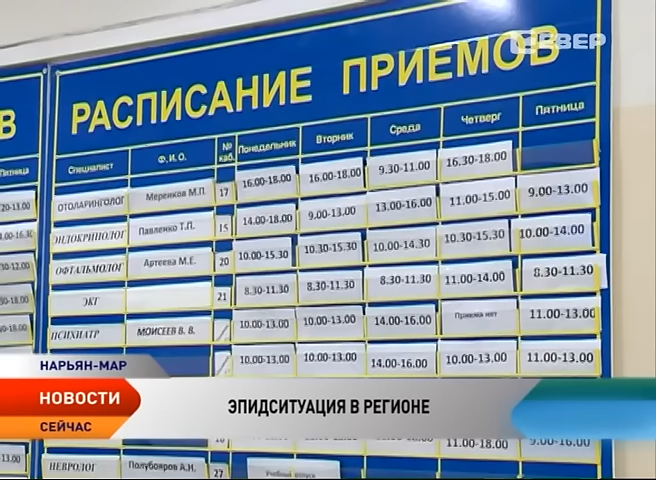 СЕВЕР
РАСПИСАНИЕ ПРИЕМОВ
В
Специалист Ф.И.О. № каб. Понедельник Вторник Среда Четверг Пятница
Пятница
ОТОЛАРИНГОЛОГ Меренков М.П. 17 16.00-18.00 16.00-18.00 9.30-11.00 16.30-18.00
ЭНДОКРИНОЛОГ Павленко Т.П. 15 14.00-18.00 9.00-13.00 13.00-16.00 11.00-15.00 9.00-13.00
ОФТАЛЬМОЛОГ Артеева М.Е. 20 10.00-15.30 10.30-15.30 10.00-14.30 10.30-15.30 10.00-14.00
ЭКГ 21 8.30-11.30 8.30-11.30 8.30-11.30 11.00-14.00 8.30-11.30
ПСИХИАТР МОИСЕЕВ В. В. 10.00-13.00 10.00-13.00 14.00-16.00 Приема нет 11.00-13.00
10.00-13.00 10.00-13.00 14.00-16.00 10.00-13.00 11.00-13.00
НАРЬЯН-МАР
НОВОСТИ
СЕЙЧАС
ЭПИДСИТУАЦИЯ В РЕГИОНЕ
11.00-18.00 9.00-16.00
НЕВРОЛОГ Полубояров А.Н. 27 Учебный отпуск